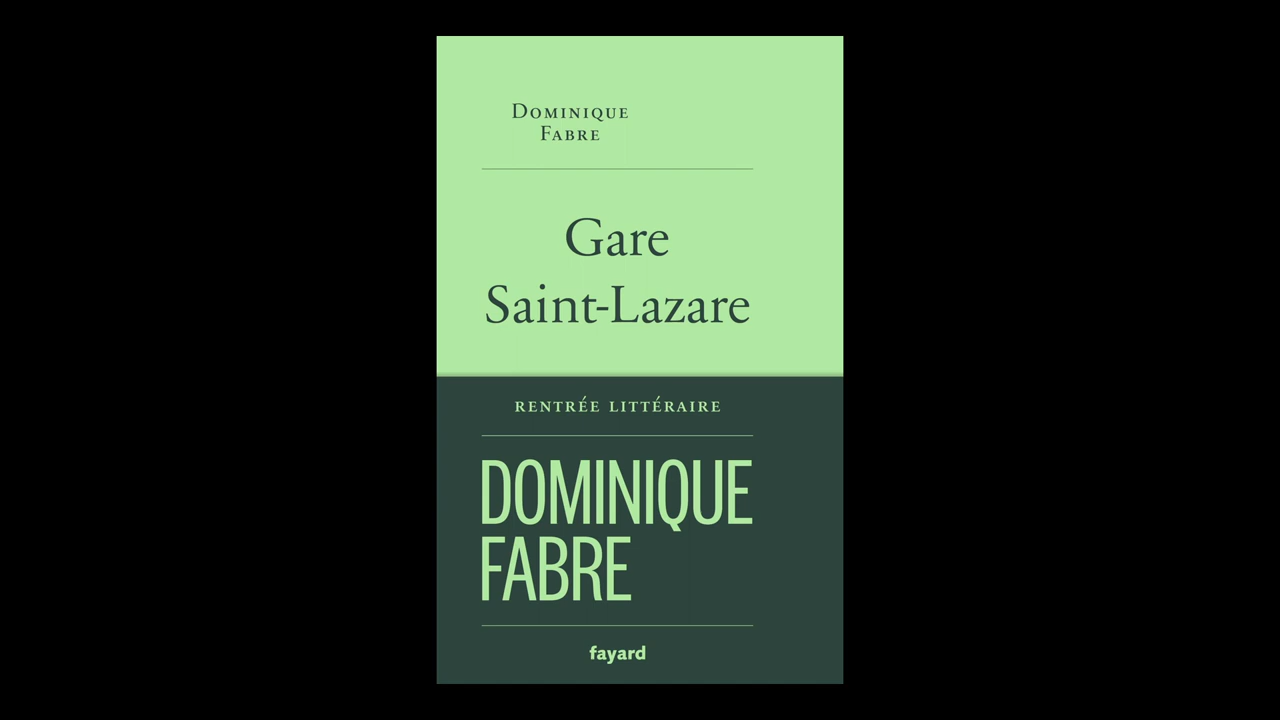 Dominique
Fabre
Gare
Saint-Lazare
RENTRÉE LITTÉRAIRE
DOMINIQUE
FABRE
fayard